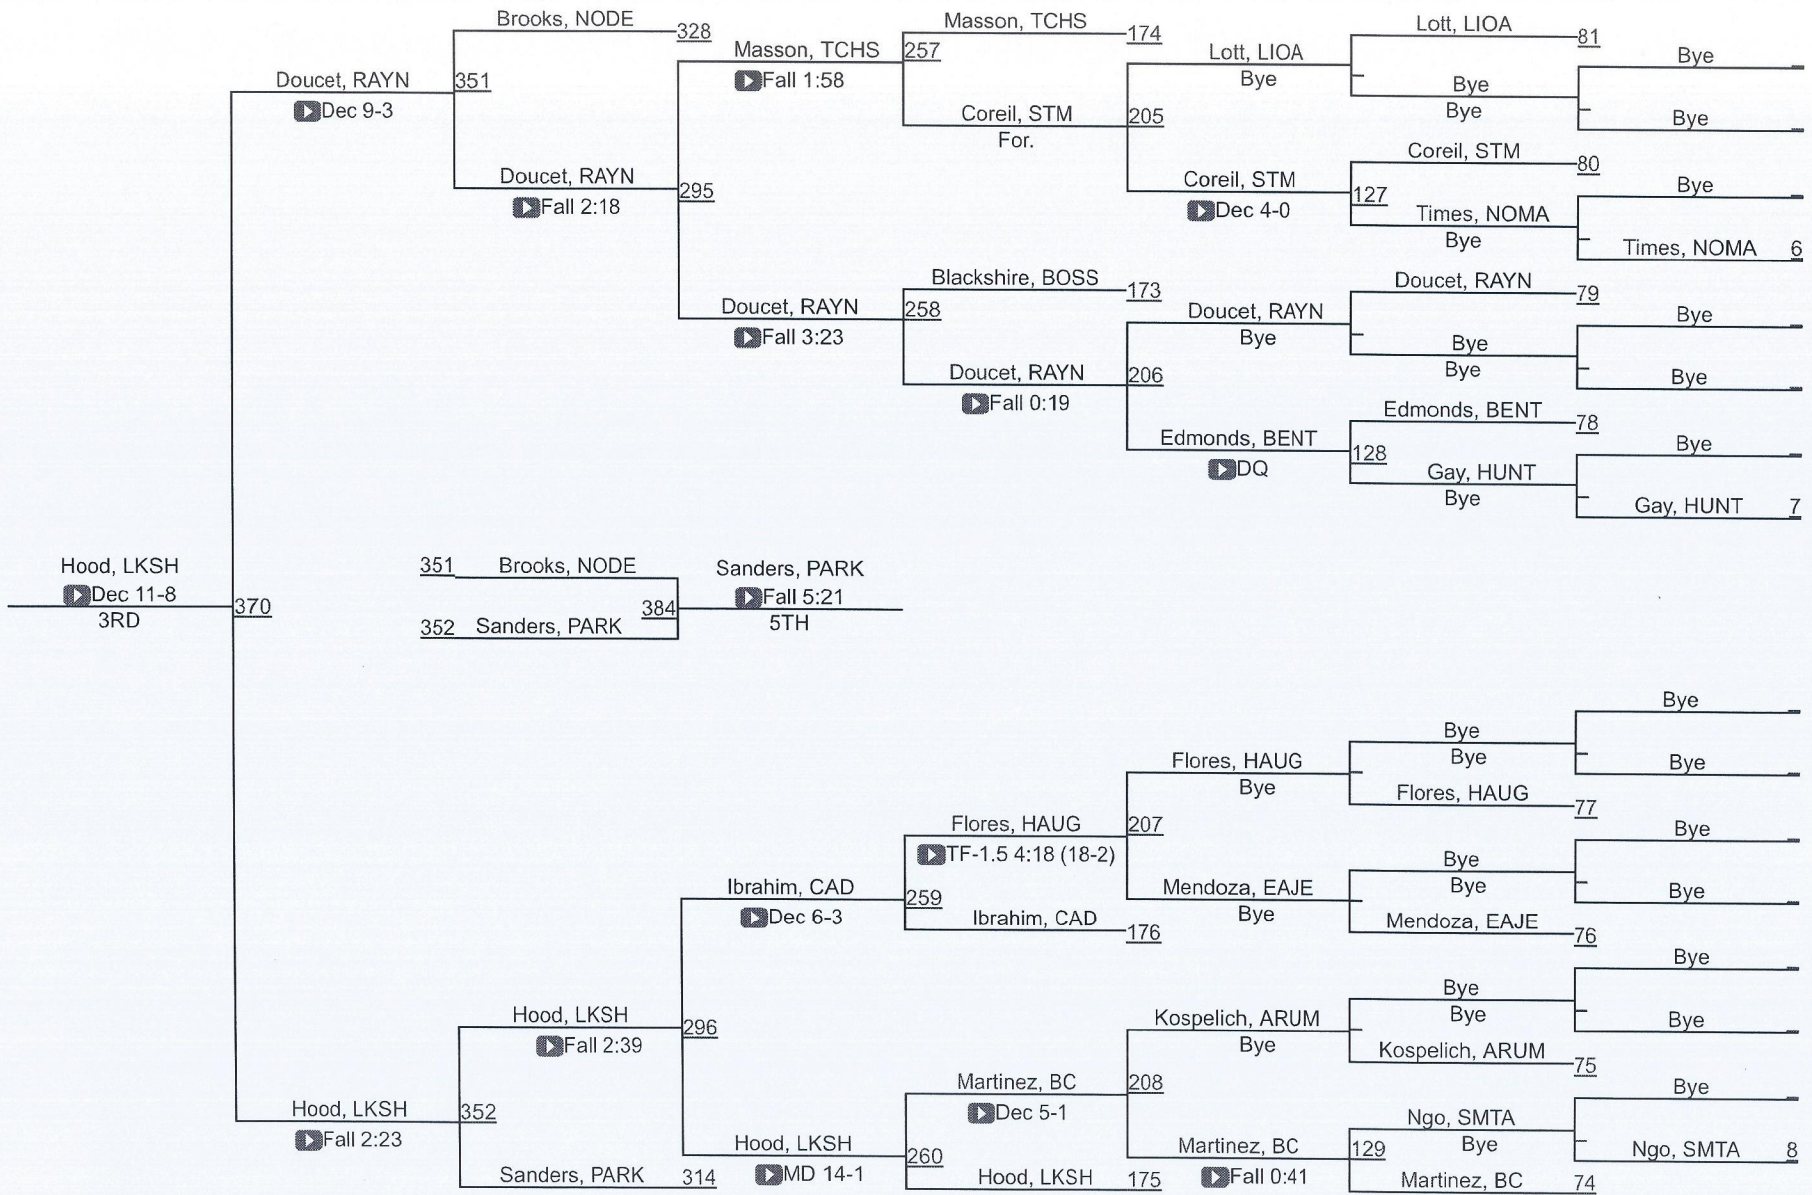 Brooks, NODE
328
Doucet, RAYN
351
Dec 9-3
Doucet, RAYN
Fall 2:18
295
Masson, TCHS
257
Fall 1:58
Masson, TCHS
174
Coreil, STM
205
For.
Lott, LIOA
Bye
Lott, LIOA
81
Bye
Bye
Bye
Bye
Coreil, STM
127
Dec 4-0
Coreil, STM
80
Times, NOMA
Bye
Bye
Times, NOMA 6
Doucet, RAYN
258
Fall 3:23
Blackshire, BOSS
173
Doucet, RAYN
206
Fall 0:19
Doucet, RAYN
Bye
Doucet, RAYN
79
Bye
Bye
Bye
Bye
Edmonds, BENT
128
DQ
Edmonds, BENT
78
Gay, HUNT
Bye
Bye
Gay, HUNT 7
Hood, LKSH
Dec 11-8
3RD
370
351 Brooks, NODE
352 Sanders, PARK
384
Sanders, PARK
Fall 5:21
5TH
Hood, LKSH
352
Fall 2:23
Hood, LKSH
296
Fall 2:39
Sanders, PARK 314
Ibrahim, CAD
259
Dec 6-3
Flores, HAUG
207
TF-1.5 4:18 (18-2)
Ibrahim, CAD
176
Flores, HAUG
Bye
Bye
Bye
Bye
Bye
Flores, HAUG
77
Mendoza, EAJE
Bye
Bye
Bye
Bye
Bye
Mendoza, EAJE
76
Hood, LKSH
260
MD 14-1
Martinez, BC
208
Dec 5-1
Hood, LKSH 175
Kospelich, ARUM
Bye
Bye
Bye
Bye
Bye
Kospelich, ARUM
75
Martinez, BC
129
Fall 0:41
Ngo, SMTA
Bye
Bye
Ngo, SMTA 8
Martinez, BC 74